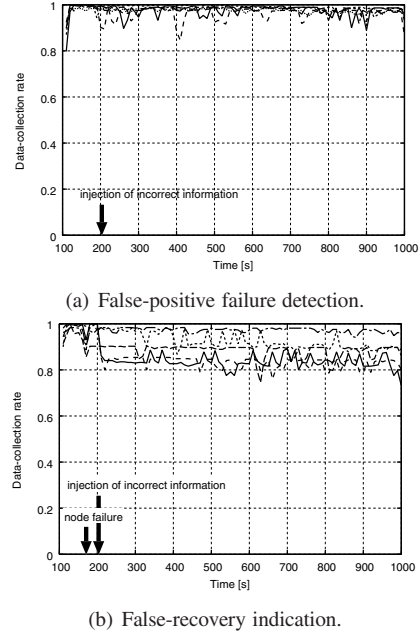 1
0.8
0.6
0.4
0.2
0
Data-collection rate
injection of incorrect information
100 200 300 400 500 600 700 800 900 1000
Time [s]
(a) False-positive failure detection.
1
0.8
0.6
0.4
0.2
0
Data-collection rate
injection of incorrect information
node failure
100 200 300 400 500 600 700 800 900 1000
Time [s]
(b) False-recovery indication.